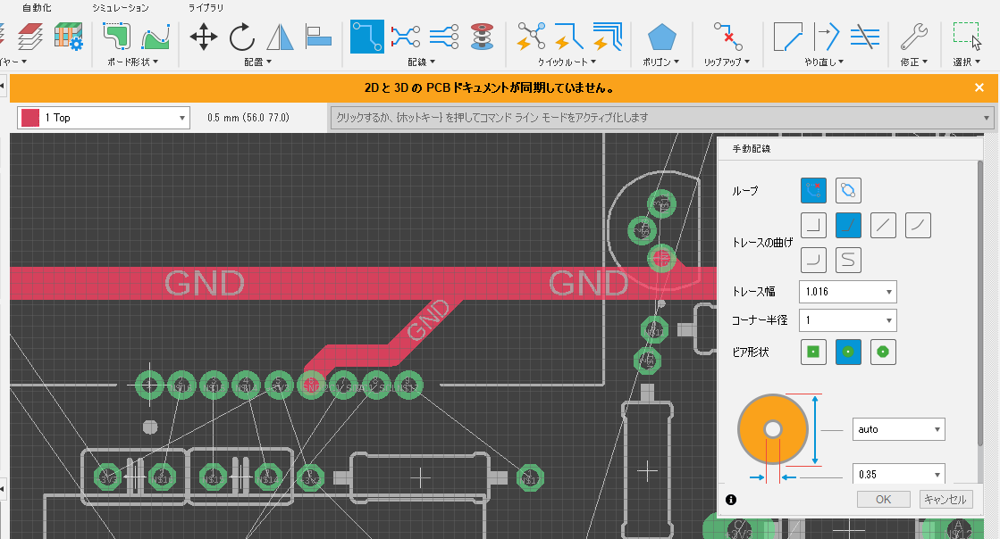 自動化 シミュレーション ライブラリ
イヤー▼ ボード形状▼ 配置▼ 配線▼ クイックルート▼ ポリゴン▼ リップアップ▼ やり直し▼ 修正▼ 選択▼
2D と 3D の PCB ドキュメントが同期していません。
1 Top
0.5 mm (56.0 77.0)
クリックするか、{ホットキー} を押してコマンド ライン モードをアクティブ化します
手動配線
ループ
トレースの曲げ
トレース幅 1.016
コーナー半径 1
ビア形状
auto
0.35
OK キャンセル
GND GND
GND